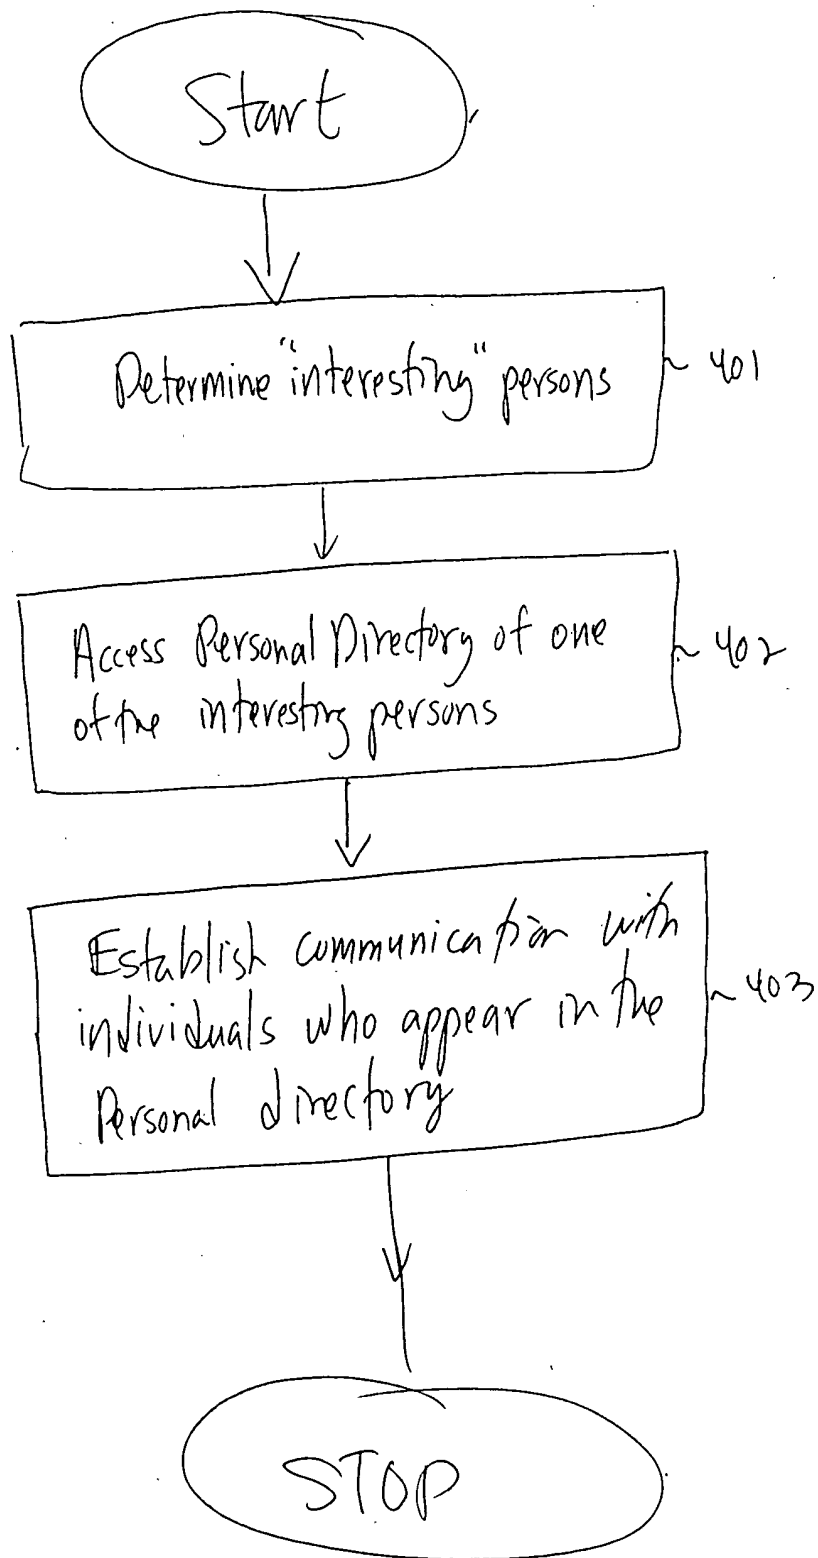 Start
Determine "interesting" persons
~ 401
Access Personal Directory of one
of the interesting persons
~ 402
Establish communication with
individuals who appear in the
Personal directory
~ 403
STOP